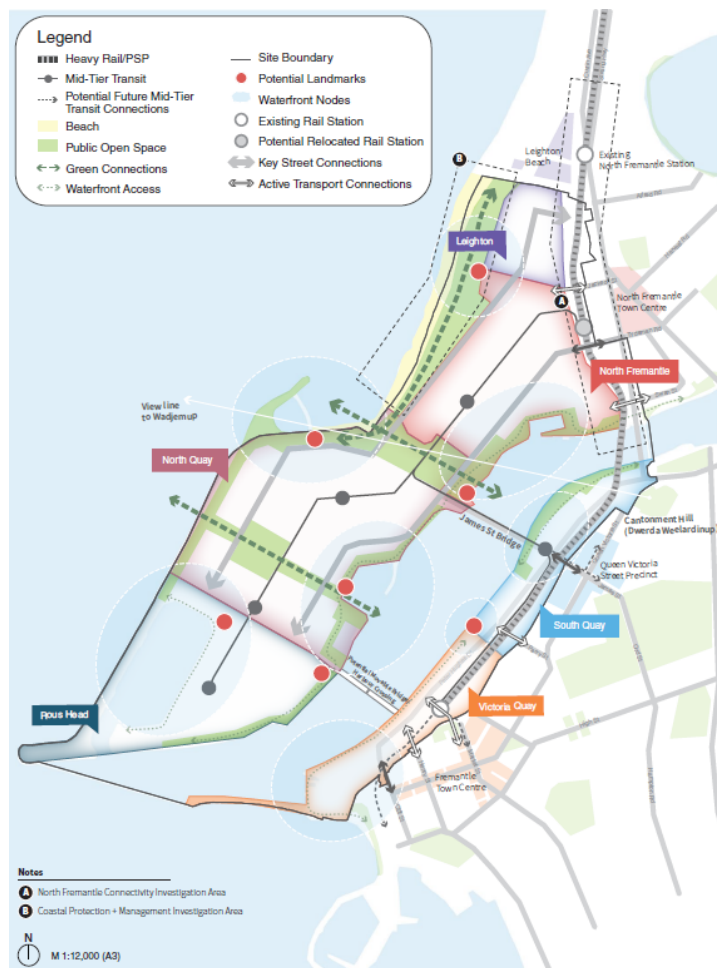 Legend
Heavy Rail/PSP
Mid-Tier Transit
Potential Future Mid-Tier
Transit Connections
Beach
Public Open Space
Green Connections
Waterfront Access
Site Boundary
Potential Landmarks
Waterfront Nodes
Existing Rail Station
Potential Relocated Rail Station
Key Street Connections
Active Transport Connections
B
Leighton
Beach
Existing
North Fremantle Station
Leighton
A
North Fremantle
Town Centre
North Fremantle
View line
to Wadjemup
North Quay
James St Bridge
Cantonment Hill
(Dwerda Weelardinup)
Queen Victoria
Street Precinct
South Quay
Harbour Crossing
Rous Head
Victoria Quay
High St
Fremantle
Town Centre
Notes
A North Fremantle Connectivity Investigation Area
B Coastal Protection + Management Investigation Area
N
M 1:12,000 (A3)